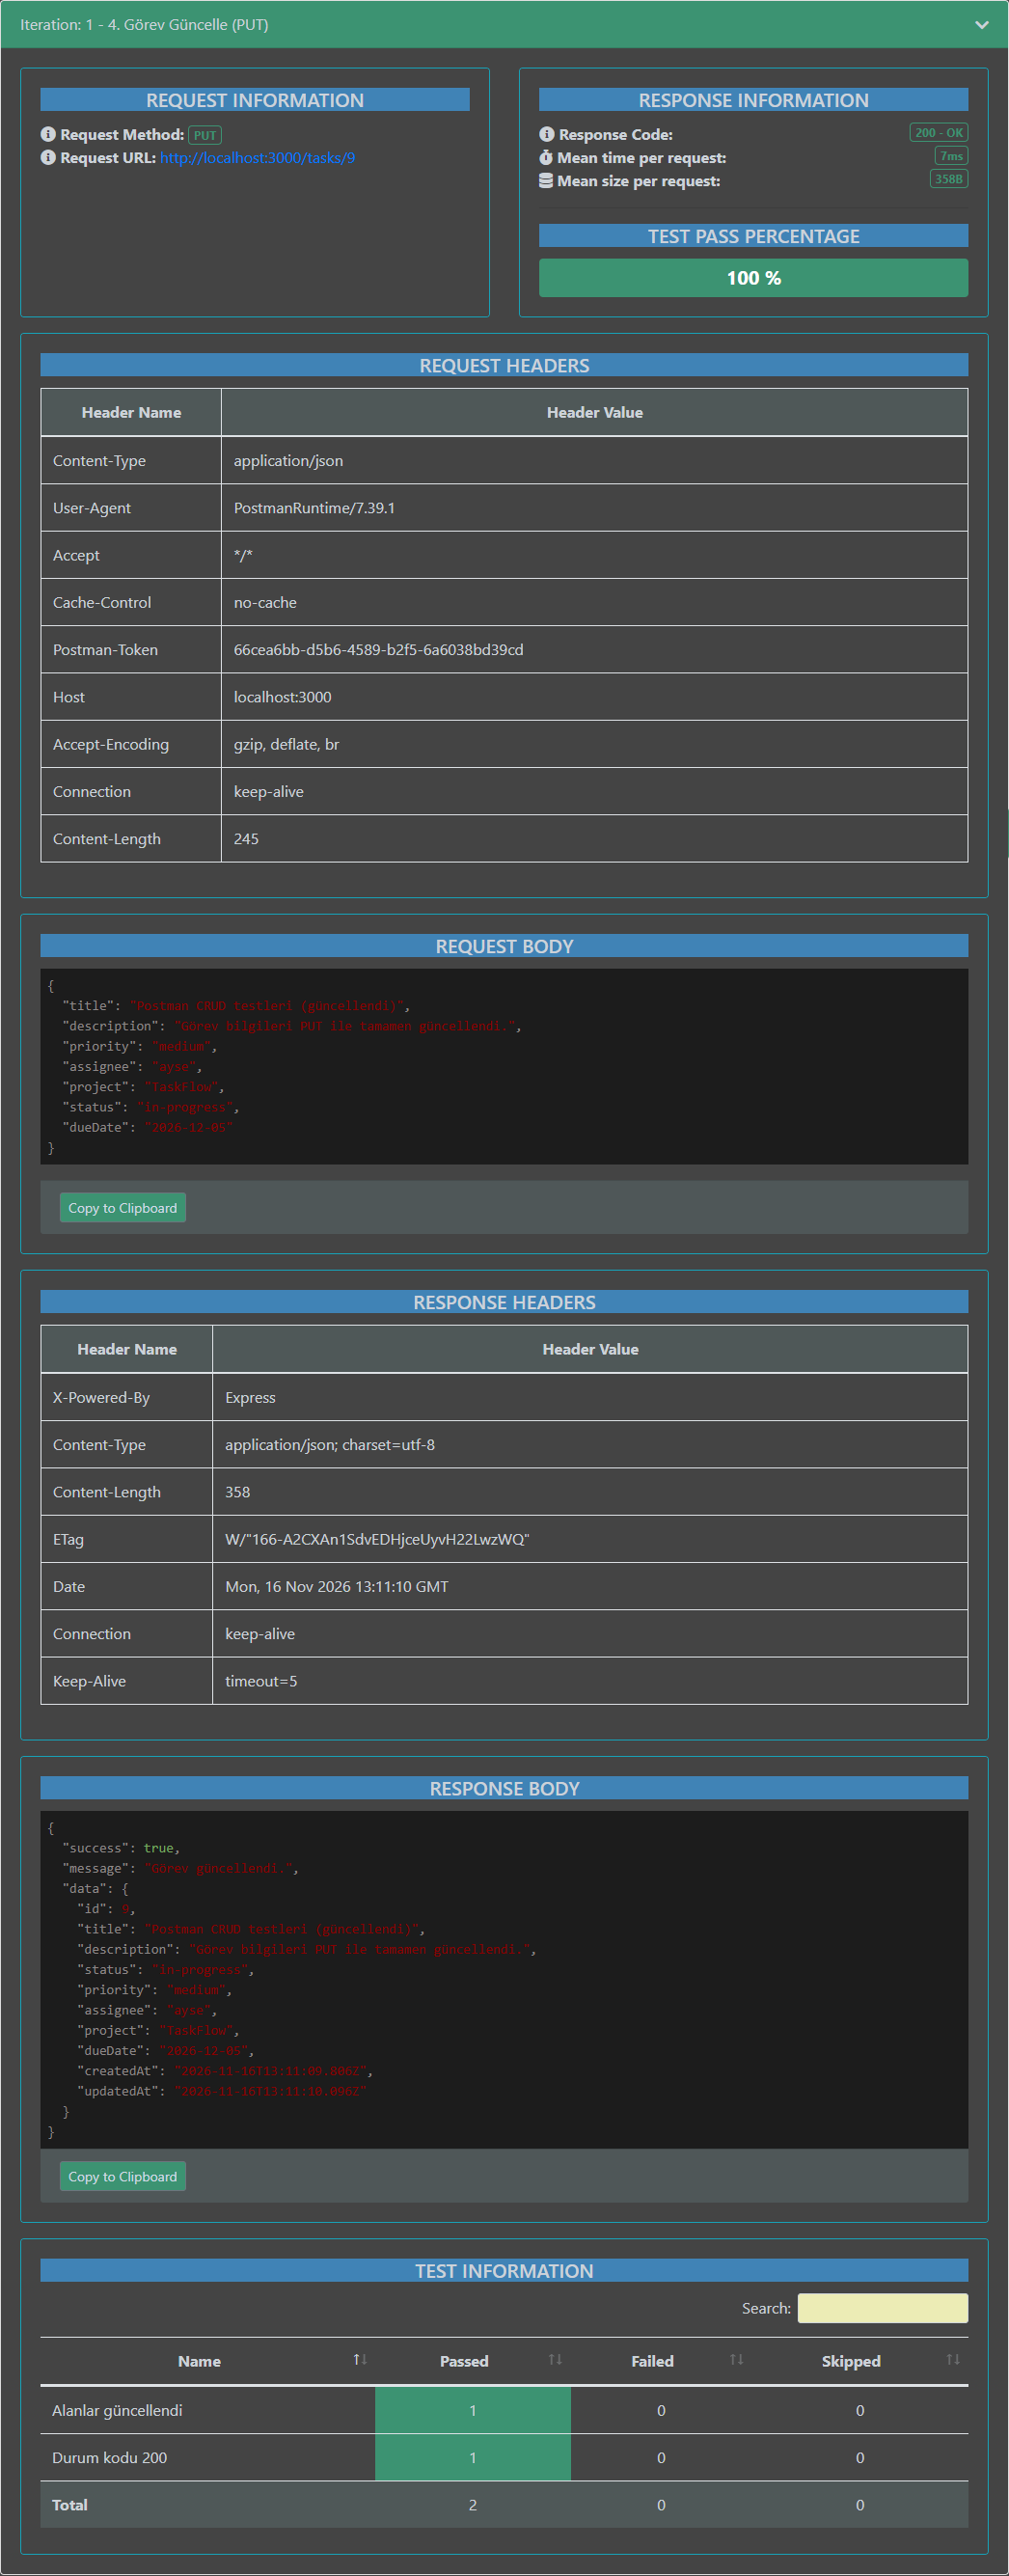 Iteration: 1 - 4. Görev Güncelle (PUT)
REQUEST INFORMATION
Request Method: PUT
Request URL: http://localhost:3000/tasks/9
RESPONSE INFORMATION
Response Code: 200 - OK
Mean time per request: 7ms
Mean size per request: 358B
TEST PASS PERCENTAGE
100 %
REQUEST HEADERS
Header Name Header Value
Content-Type application/json
User-Agent PostmanRuntime/7.39.1
Accept */*
Cache-Control no-cache
Postman-Token 66cea6bb-d5b6-4589-b2f5-6a6038bd39cd
Host localhost:3000
Accept-Encoding gzip, deflate, br
Connection keep-alive
Content-Length 245
REQUEST BODY
{
"title": "Postman CRUD testleri (güncellendi)",
"description": "Görev bilgileri PUT ile tamamen güncellendi.",
"priority": "medium",
"assignee": "ayse",
"project": "TaskFlow",
"status": "in-progress",
"dueDate": "2026-12-05"
}
Copy to Clipboard
RESPONSE HEADERS
Header Name Header Value
X-Powered-By Express
Content-Type application/json; charset=utf-8
Content-Length 358
ETag W/"166-A2CXAn1SdvEDHjceUyvH22LwzWQ"
Date Mon, 16 Nov 2026 13:11:10 GMT
Connection keep-alive
Keep-Alive timeout=5
RESPONSE BODY
{
"success": true,
"message": "Görev güncellendi.",
"data": {
"id": 9,
"title": "Postman CRUD testleri (güncellendi)",
"description": "Görev bilgileri PUT ile tamamen güncellendi.",
"status": "in-progress",
"priority": "medium",
"assignee": "ayse",
"project": "TaskFlow",
"dueDate": "2026-12-05",
"createdAt": "2026-11-16T13:11:09.806Z",
"updatedAt": "2026-11-16T13:11:10.096Z"
}
}
Copy to Clipboard
TEST INFORMATION
Search:
Name Passed Failed Skipped
Alanlar güncellendi 1 0 0
Durum kodu 200 1 0 0
Total 2 0 0